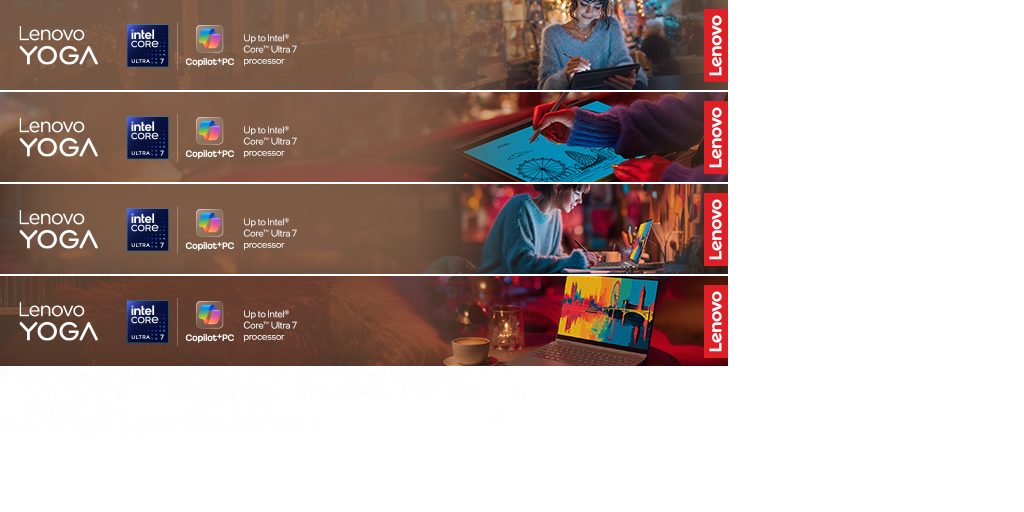 Lenovo
YOGA
intel
CORE
ULTRA 7
Copilot+PC
Up to Intel®
Core™ Ultra 7
processor
Lenovo
Lenovo
YOGA
intel
CORE
ULTRA 7
Copilot+PC
Up to Intel®
Core™ Ultra 7
processor
Lenovo
Lenovo
YOGA
intel
CORE
ULTRA 7
Copilot+PC
Up to Intel®
Core™ Ultra 7
processor
Lenovo
Lenovo
YOGA
intel
CORE
ULTRA 7
Copilot+PC
Up to Intel®
Core™ Ultra 7
processor
Lenovo